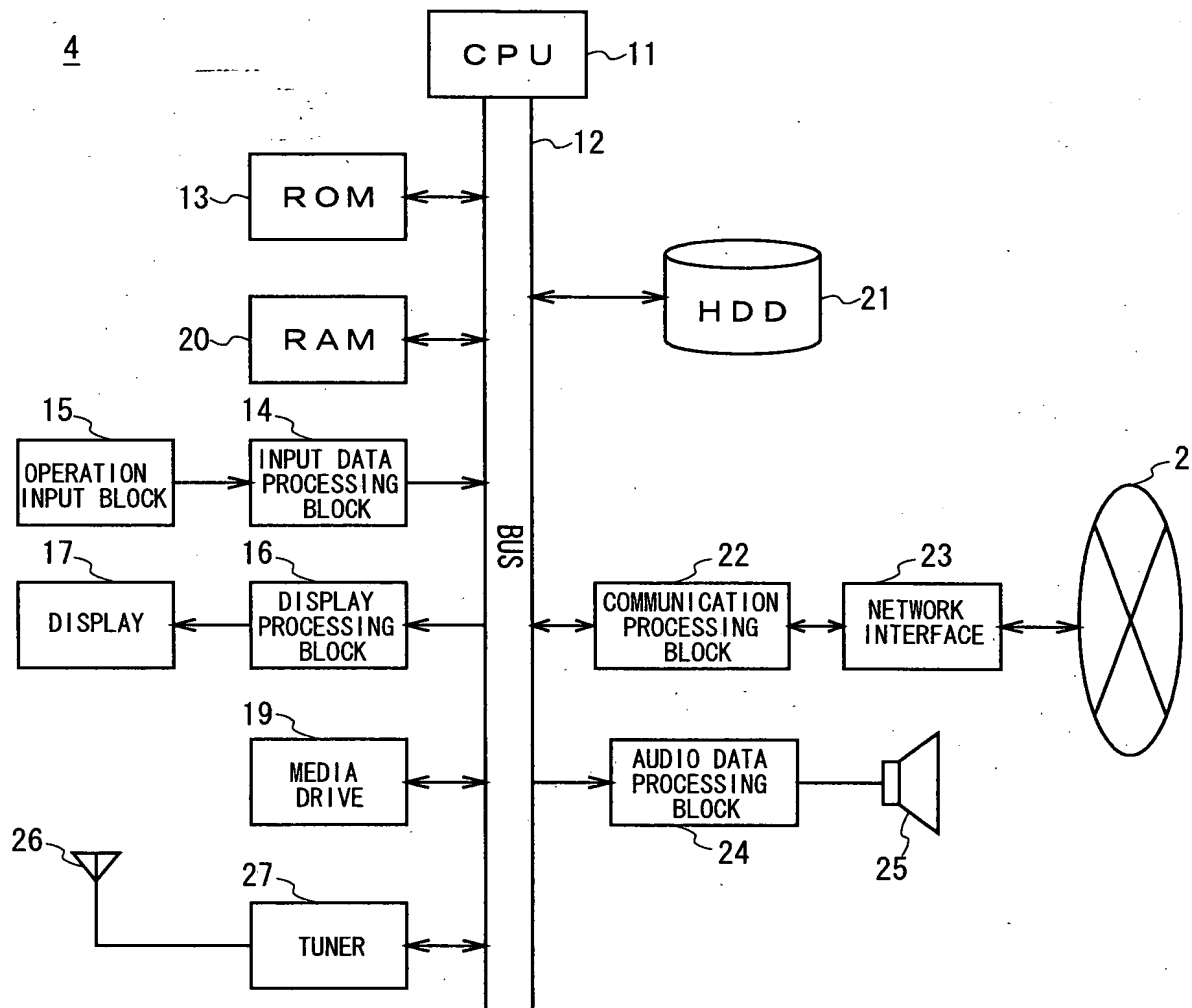 4
CPU
11
12
13
ROM
20
RAM
HDD
21
15
14
OPERATION
INPUT BLOCK
INPUT DATA
PROCESSING
BLOCK
BUS
2
17
16
DISPLAY
DISPLAY
PROCESSING
BLOCK
22
23
COMMUNICATION
PROCESSING
BLOCK
NETWORK
INTERFACE
19
MEDIA
DRIVE
AUDIO DATA
PROCESSING
BLOCK
24
25
26
27
TUNER